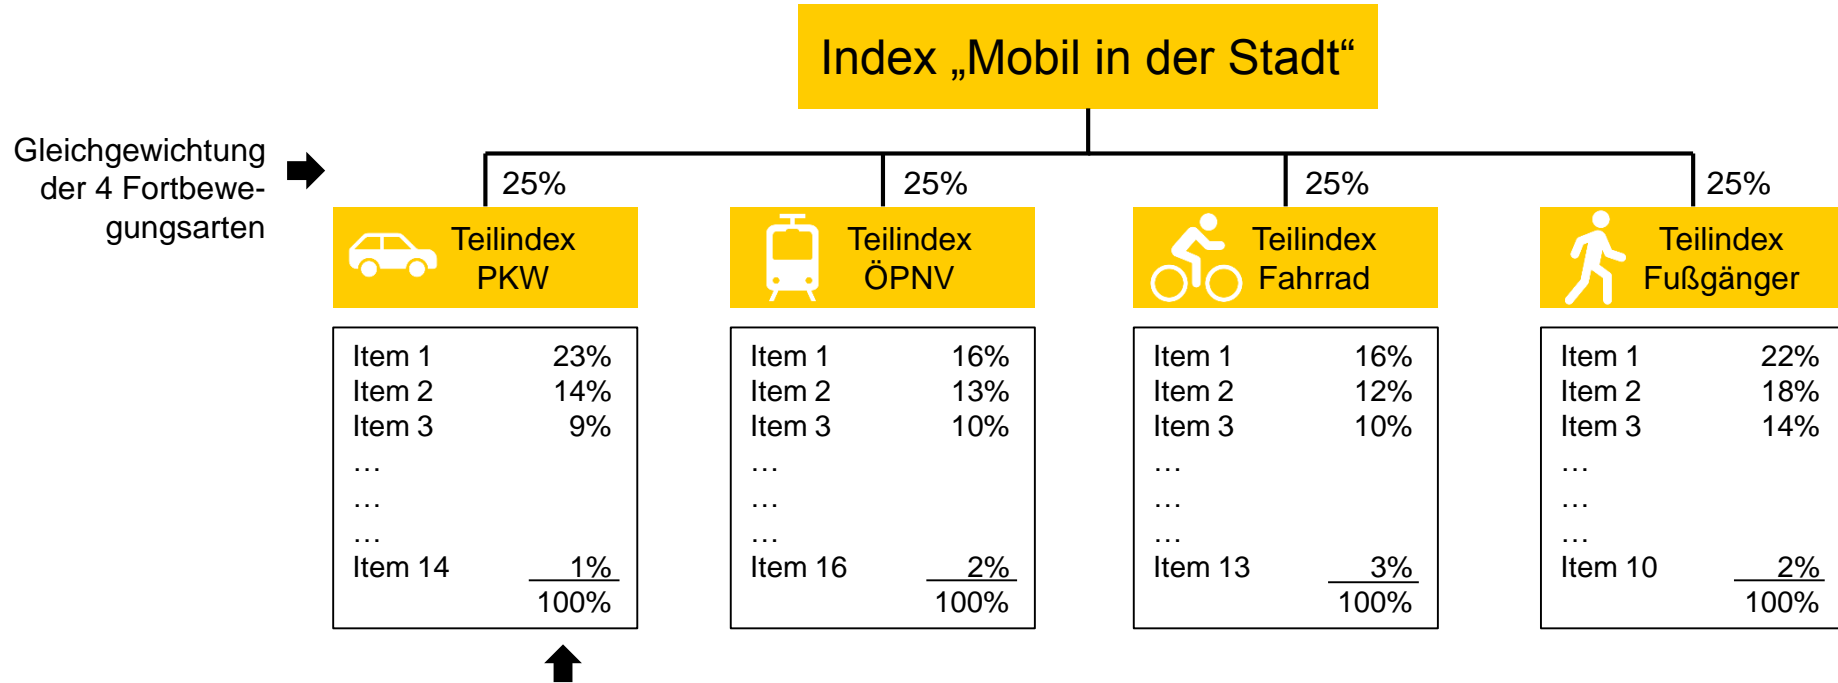 Index „Mobil in der Stadt“
Gleichgewichtung
der 4 Fortbewe-
gungsarten
25%
25%
25%
25%
Teilindex
PKW
Teilindex
ÖPNV
Teilindex
Fahrrad
Teilindex
Fußgänger
Item 1 23%
Item 2 14%
Item 3 9%
…
…
…
Item 14 1%
100%
Item 1 16%
Item 2 13%
Item 3 10%
…
…
…
Item 16 2%
100%
Item 1 16%
Item 2 12%
Item 3 10%
…
…
…
Item 13 3%
100%
Item 1 22%
Item 2 18%
Item 3 14%
…
…
…
Item 10 2%
100%